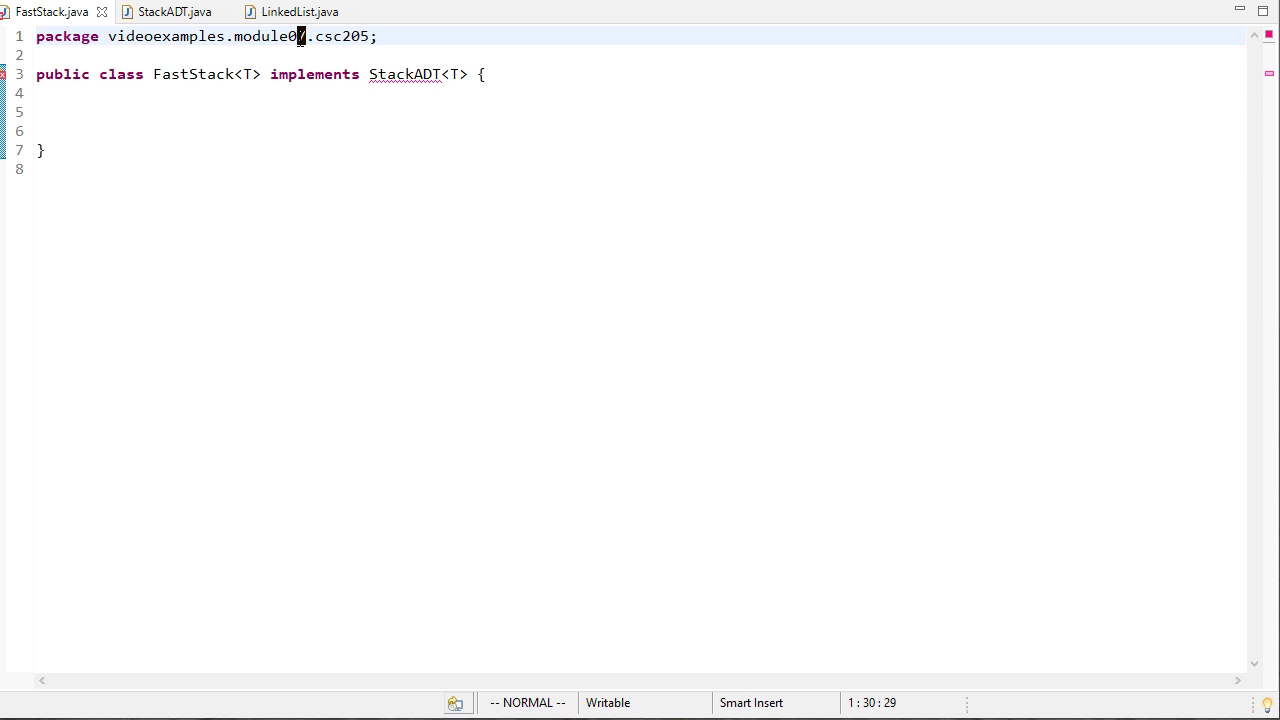 FastStack.java StackADT.java LinkedList.java
1 package videoexamples.module07.csc205;
2
3 public class FastStack<T> implements StackADT<T> {
4
5
6
7 }
8
-- NORMAL -- Writable Smart Insert 1 : 30 : 29